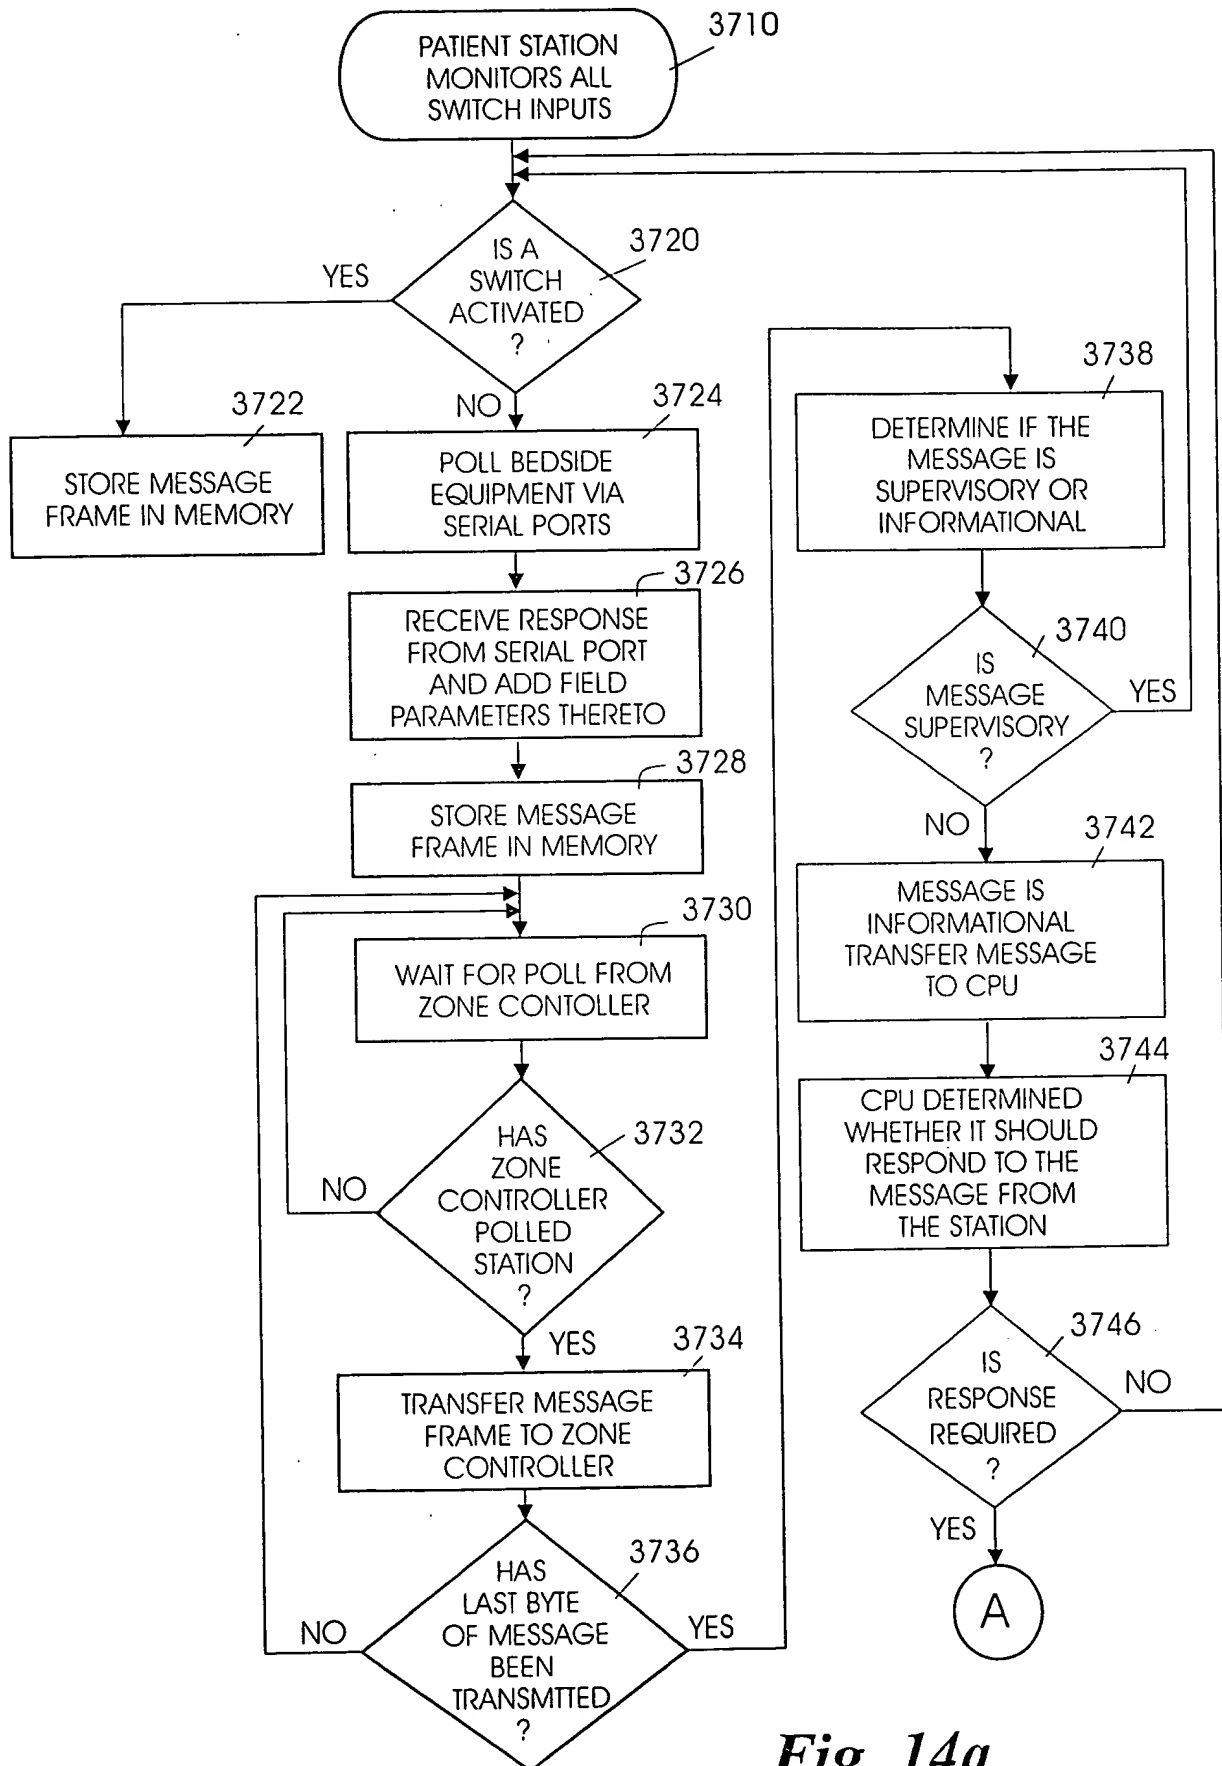 3710
PATIENT STATION
MONITORS ALL
SWITCH INPUTS
3720
IS A
SWITCH
ACTIVATED
?
YES
NO
3722
STORE MESSAGE
FRAME IN MEMORY
3724
POLL BEDSIDE
EQUIPMENT VIA
SERIAL PORTS
3726
RECEIVE RESPONSE
FROM SERIAL PORT
AND ADD FIELD
PARAMETERS THERETO
3728
STORE MESSAGE
FRAME IN MEMORY
3730
WAIT FOR POLL FROM
ZONE CONTOLLER
3732
HAS
ZONE
CONTROLLER
POLLED
STATION
?
NO
YES
3734
TRANSFER MESSAGE
FRAME TO ZONE
CONTROLLER
3736
HAS
LAST BYTE
OF MESSAGE
BEEN
TRANSMTTED
?
NO
YES
3738
DETERMINE IF THE
MESSAGE IS
SUPERVISORY OR
INFORMATIONAL
3740
IS
MESSAGE
SUPERVISORY
?
YES
NO
3742
MESSAGE IS
INFORMATIONAL
TRANSFER MESSAGE
TO CPU
3744
CPU DETERMINED
WHETHER IT SHOULD
RESPOND TO THE
MESSAGE FROM
THE STATION
3746
IS
RESPONSE
REQUIRED
?
NO
YES
A
Fig. 14a